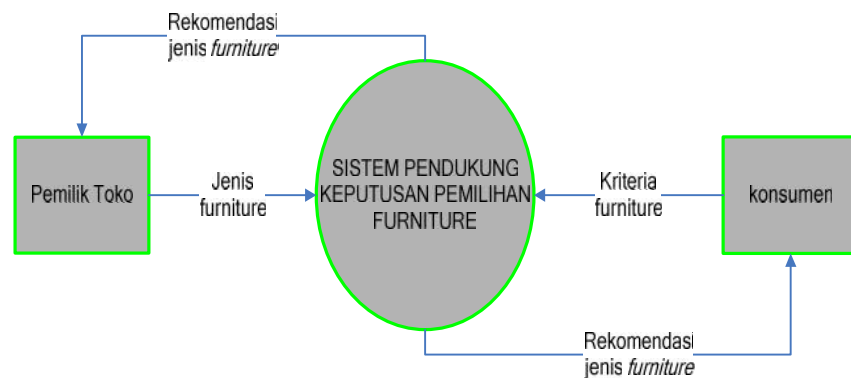 Rekomendasi
jenis furniture
Pemilik Toko
Jenis
furniture
SISTEM PENDUKUNG
KEPUTUSAN PEMILIHAN
FURNITURE
Kriteria
furniture
konsumen
Rekomendasi
jenis furniture